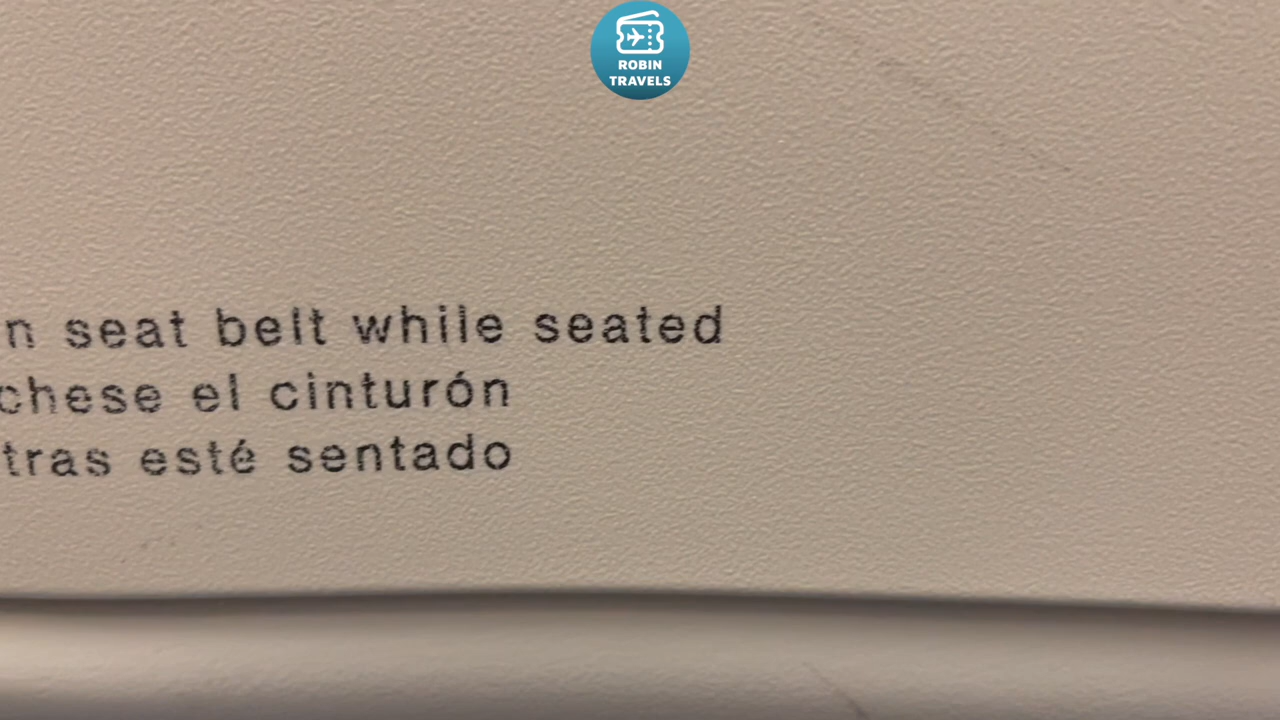 ROBIN
TRAVELS
n seat belt while seated
chese el cinturón
tras esté sentado